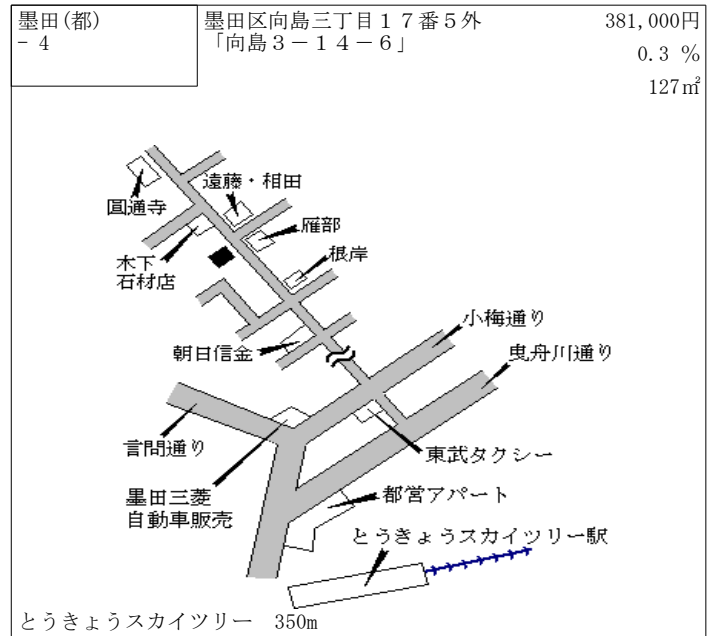 墨田(都)
- 4
墨田区向島三丁目１７番５外
「向島３－１４－６」
381,000円
0.3 %
127㎡
遠藤・相田
圓通寺
雁部
木下
石材店
根岸
小梅通り
朝日信金
曳舟川通り
言問通り
東武タクシー
墨田三菱
自動車販売
都営アパート
とうきょうスカイツリー駅
とうきょうスカイツリー 350m